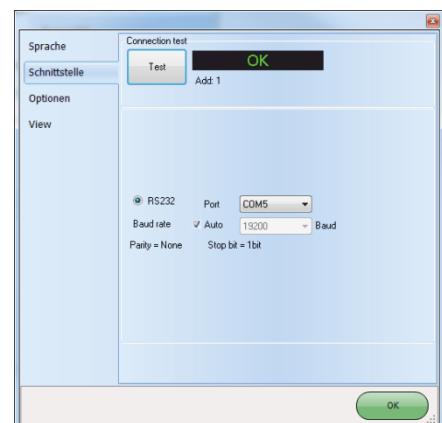 Sprache
Schnittstelle
Optionen
View
Connection test
Test
OK
Add: 1
RS232 Port COM5
Baud rate Auto 19200 Baud
Parity = None Stop bit = 1bit
OK